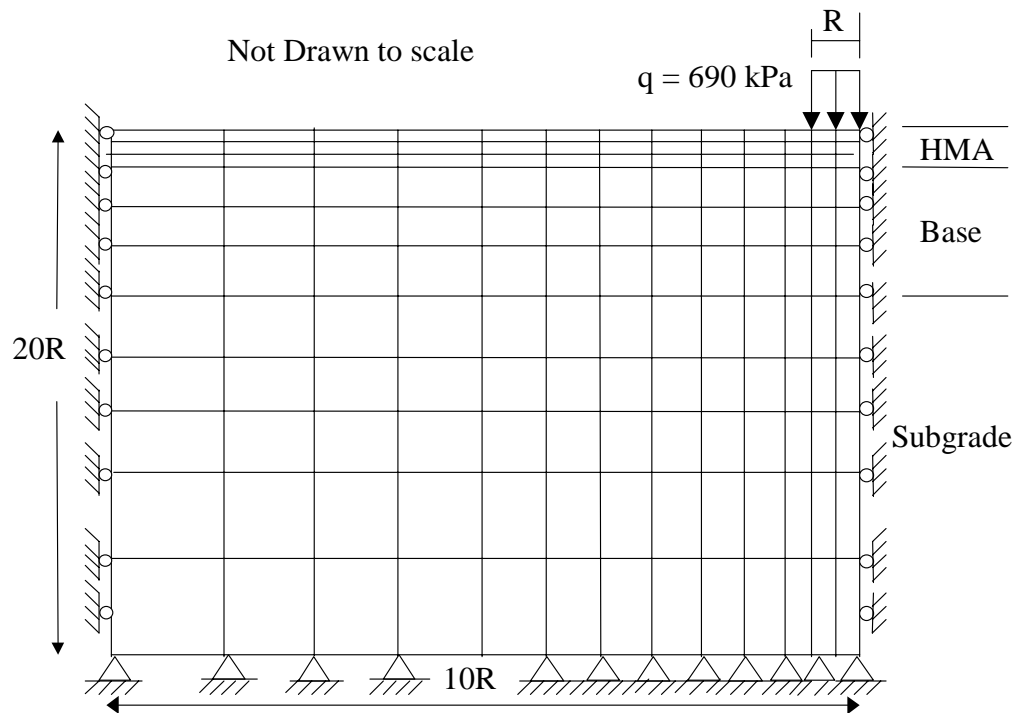 R
Not Drawn to scale
q = 690 kPa
HMA
Base
20R
Subgrade
10R